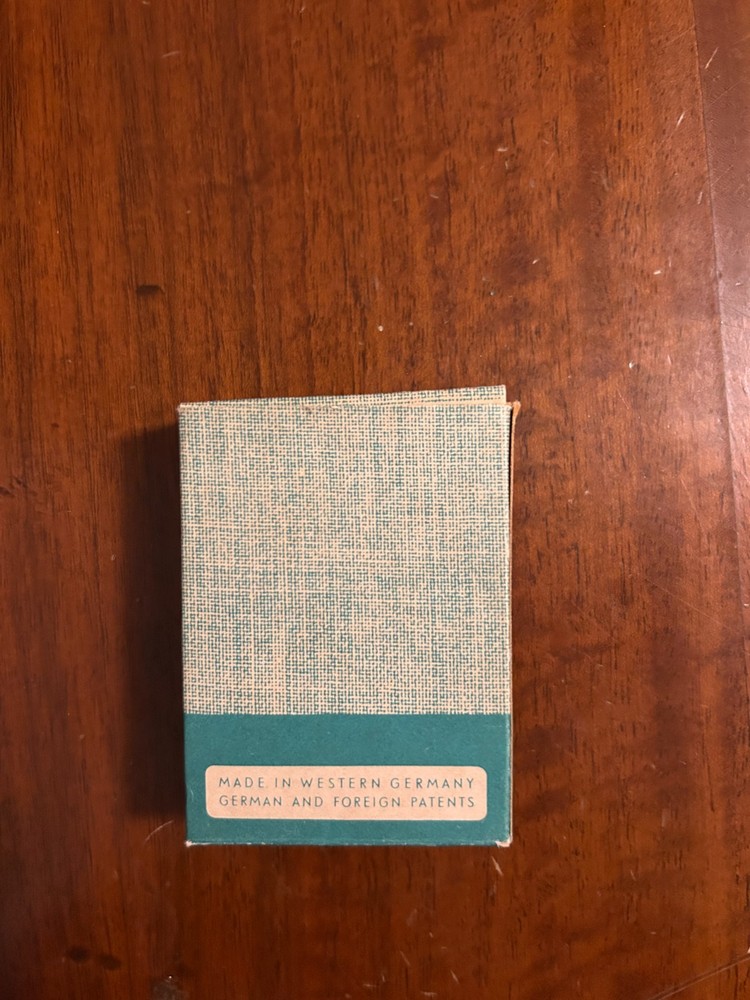 MADE IN WESTERN GERMANY
GERMAN AND FOREIGN PATENTS